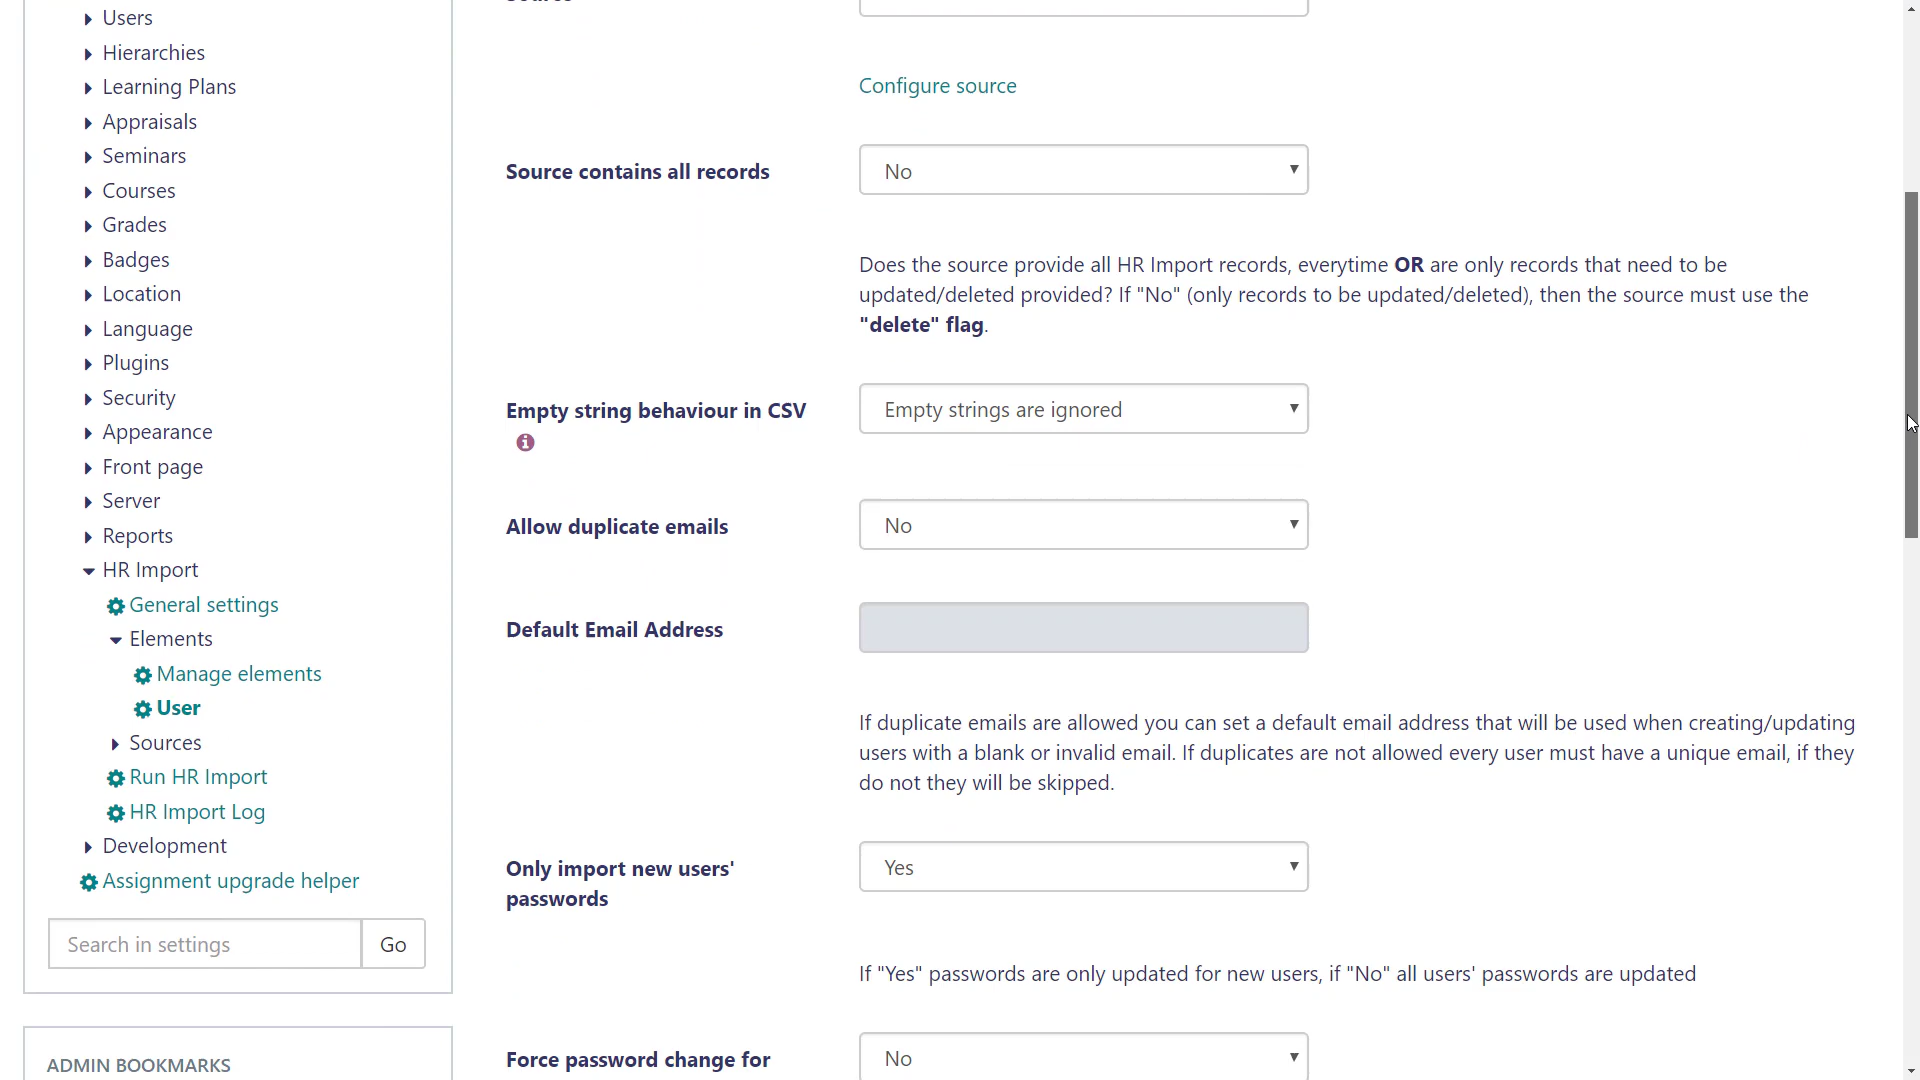 Users
Hierarchies
Learning Plans
Appraisals
Seminars
Courses
Grades
Badges
Location
Language
Plugins
Security
Appearance
Front page
Server
Reports
HR Import
General settings
Elements
Manage elements
User
Sources
Run HR Import
HR Import Log
Development
Assignment upgrade helper
Search in settings
Go
ADMIN BOOKMARKS
Configure source
Source contains all records
No
Does the source provide all HR Import records, everytime OR are only records that need to be
updated/deleted provided? If "No" (only records to be updated/deleted), then the source must use the
"delete" flag.
Empty string behaviour in CSV
Empty strings are ignored
Allow duplicate emails
No
Default Email Address
If duplicate emails are allowed you can set a default email address that will be used when creating/updating
users with a blank or invalid email. If duplicates are not allowed every user must have a unique email, if they
do not they will be skipped.
Only import new users'
passwords
Yes
If "Yes" passwords are only updated for new users, if "No" all users' passwords are updated
Force password change for
No